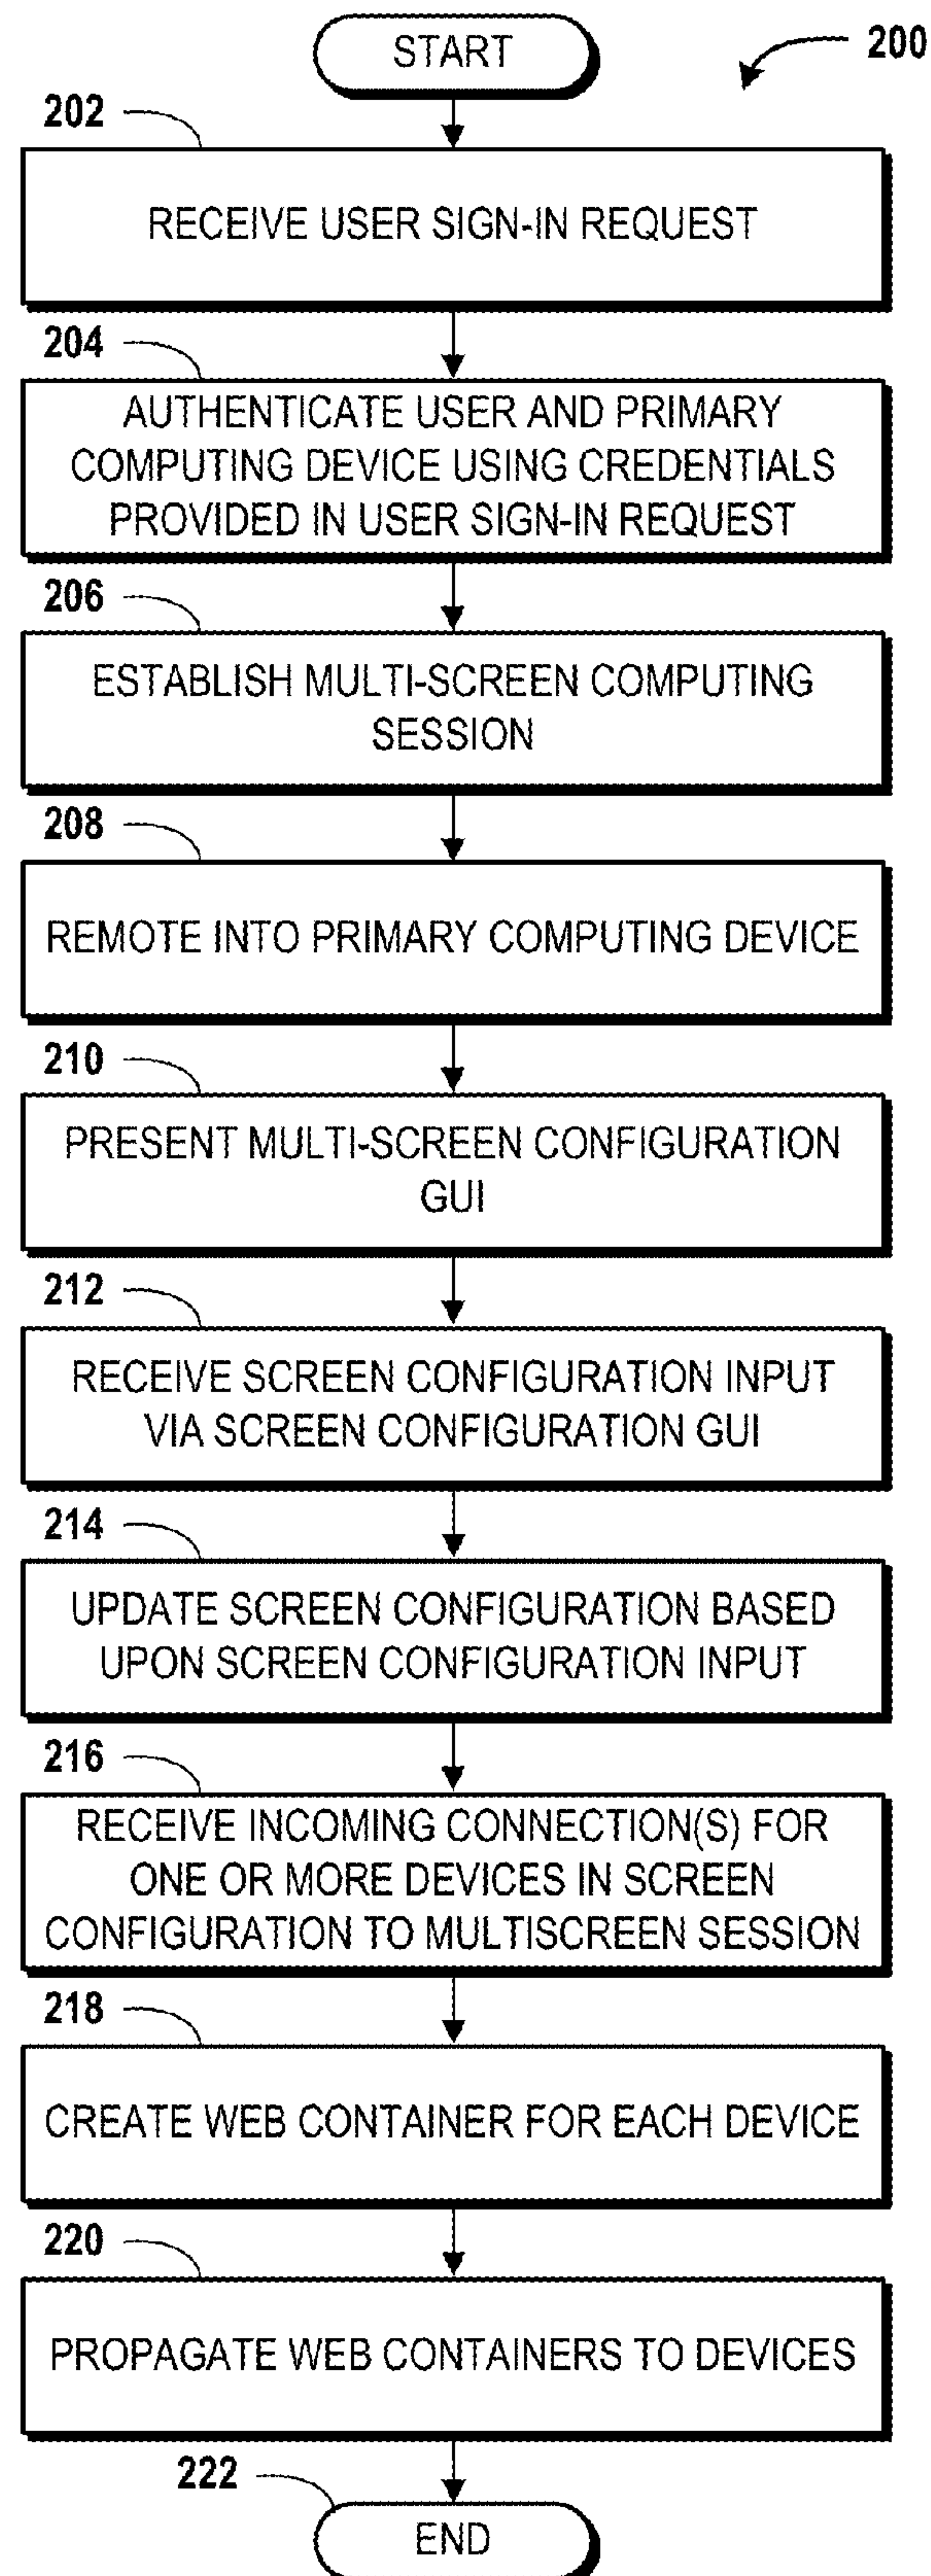 START
200
202
RECEIVE USER SIGN-IN REQUEST
204
AUTHENTICATE USER AND PRIMARY
COMPUTING DEVICE USING CREDENTIALS
PROVIDED IN USER SIGN-IN REQUEST
206
ESTABLISH MULTI-SCREEN COMPUTING
SESSION
208
REMOTE INTO PRIMARY COMPUTING DEVICE
210
PRESENT MULTI-SCREEN CONFIGURATION
GUI
212
RECEIVE SCREEN CONFIGURATION INPUT
VIA SCREEN CONFIGURATION GUI
214
UPDATE SCREEN CONFIGURATION BASED
UPON SCREEN CONFIGURATION INPUT
216
RECEIVE INCOMING CONNECTION(S) FOR
ONE OR MORE DEVICES IN SCREEN
CONFIGURATION TO MULTISCREEN SESSION
218
CREATE WEB CONTAINER FOR EACH DEVICE
220
PROPAGATE WEB CONTAINERS TO DEVICES
222
END